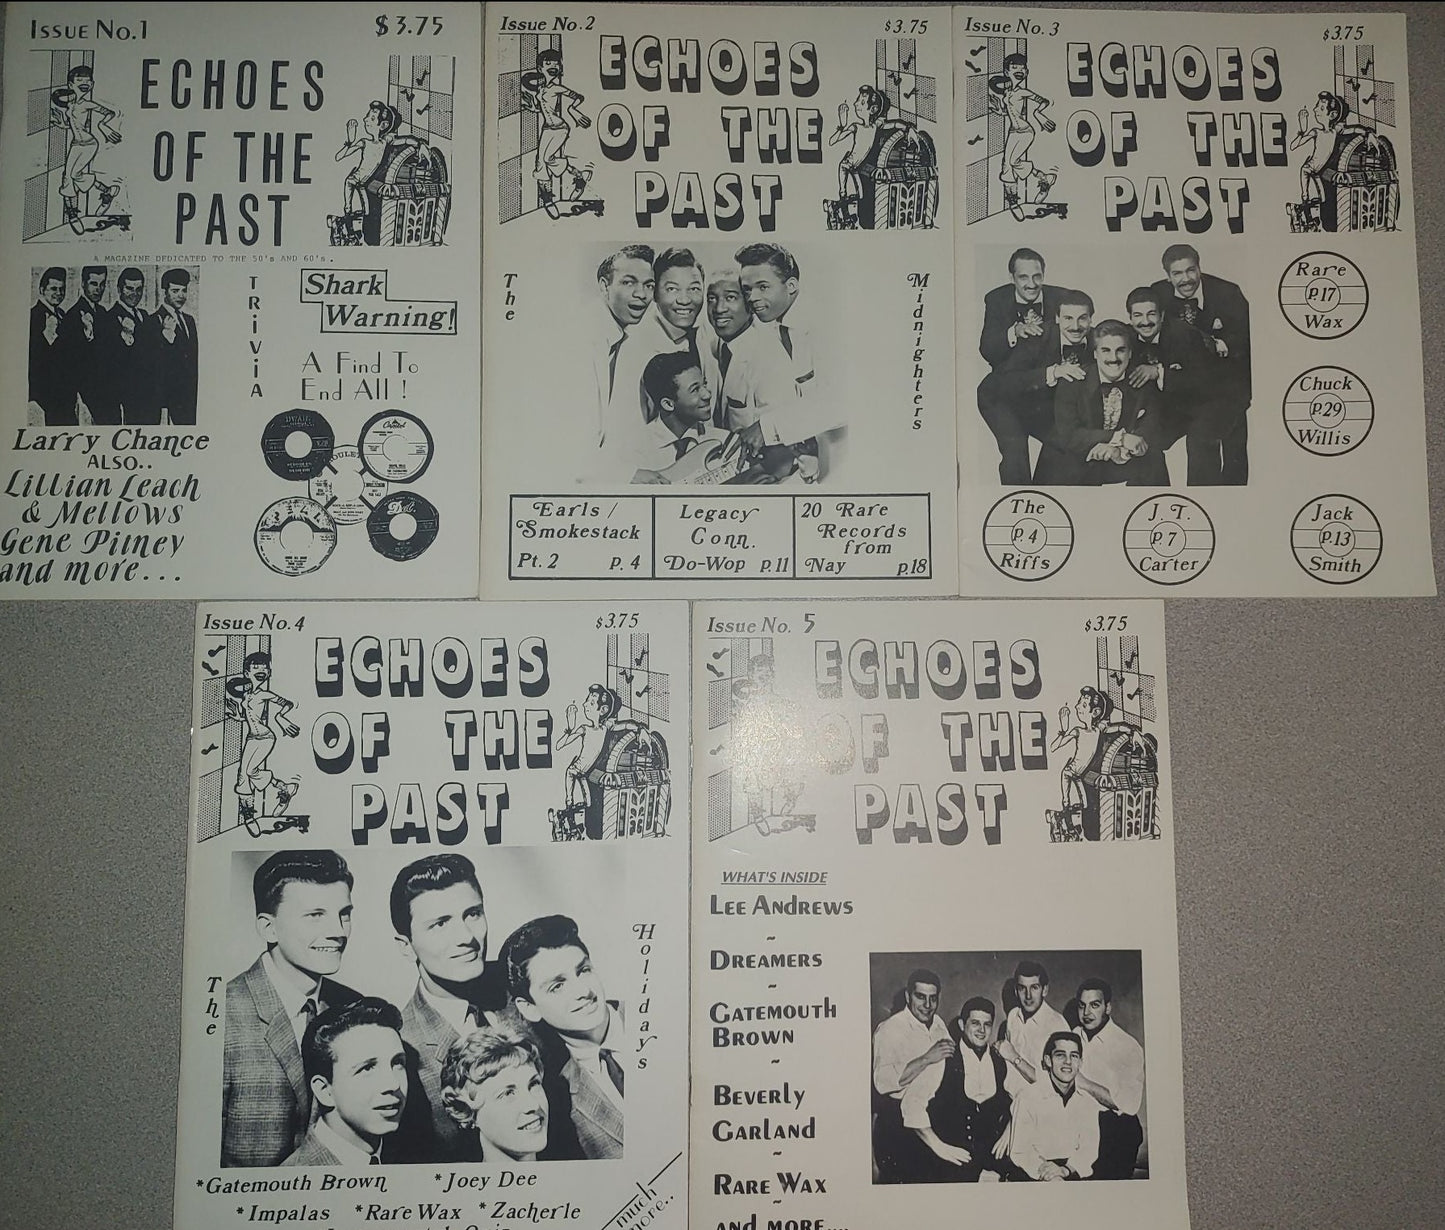 Issue No.1
$3.75
ECHOES
OF THE
PAST
A MAGAZINE DEDICATED TO THE 50's AND 60's.
TRiViA
Shark
Warning!
A Find To
End All !
Larry Chance
ALSO..
Lillian Leach
& Mellows
Gene Pitney
and more...
Capitol
Dot
Issue No.2
$3.75
ECHOES
OF THE
PAST
The
Midnighters
Earls /
Smokestack
Pt. 2 p. 4
Legacy
Conn.
Do-Wop p.11
20 Rare
Records
from
Nay p.18
Issue No. 3
$3.75
ECHOES
OF THE
PAST
Rare
p.17
Wax
Chuck
p.29
Willis
The
p. 4
Riffs
J. T.
p. 7
Carter
Jack
p.13
Smith
Issue No. 4
$3.75
ECHOES
OF THE
PAST
The
Holidays
*Gatemouth Brown *Joey Dee
*Impalas *Rare Wax *Zacherle
much
more..
Issue No. 5
$3.75
ECHOES
OF THE
PAST
WHAT'S INSIDE
Lee Andrews
~
Dreamers
~
Gatemouth
Brown
~
Beverly
Garland
~
Rare Wax
~
and more...